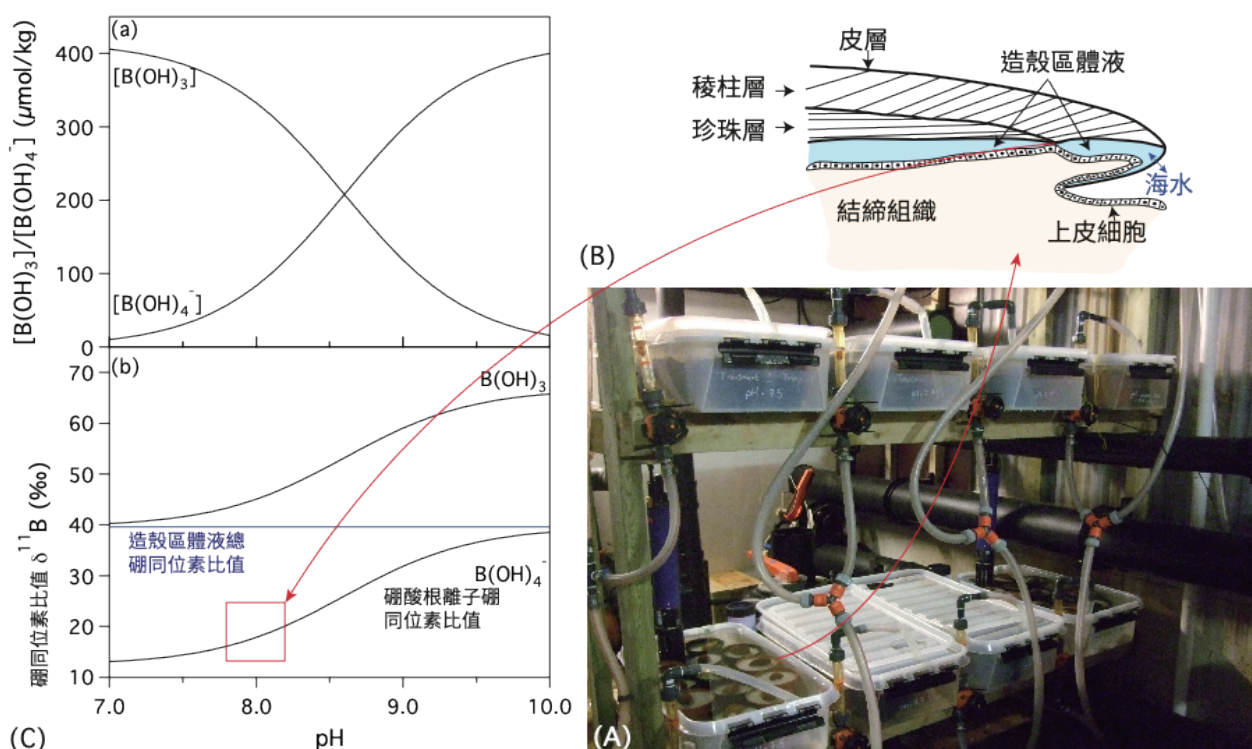 (a)
[B(OH)₃]/[B(OH)₄⁻] (μmol/kg)
400
300
200
100
0
[B(OH)₃⁻]
[B(OH)₄⁻]
(b)
硼同位素比值 δ¹¹B (‰)
70
60
50
40
30
20
10
B(OH)₃
造殼區體液總
硼同位素比值
B(OH)₄⁻
硼酸根離子硼
同位素比值
7.0
8.0
9.0
10.0
pH
(C)
皮層
造殼區體液
稜柱層
珍珠層
海水
結締組織
上皮細胞
(B)
pH = 7.5
(A)